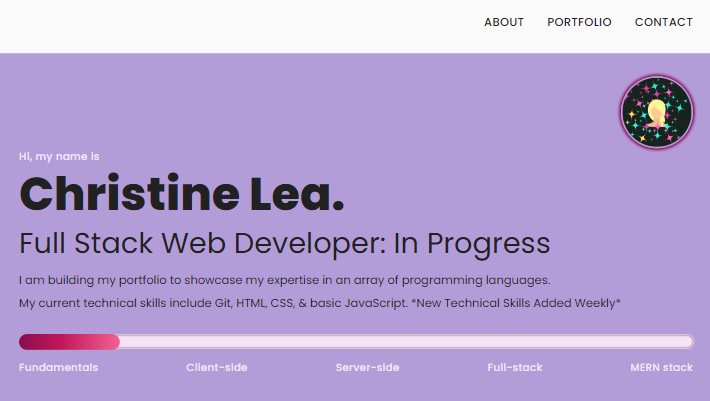 ABOUT PORTFOLIO CONTACT
Hi, my name is
Christine Lea.
Full Stack Web Developer: In Progress
I am building my portfolio to showcase my expertise in an array of programming languages.
My current technical skills include Git, HTML, CSS, & basic JavaScript. *New Technical Skills Added Weekly*
Fundamentals Client-side Server-side Full-stack MERN stack